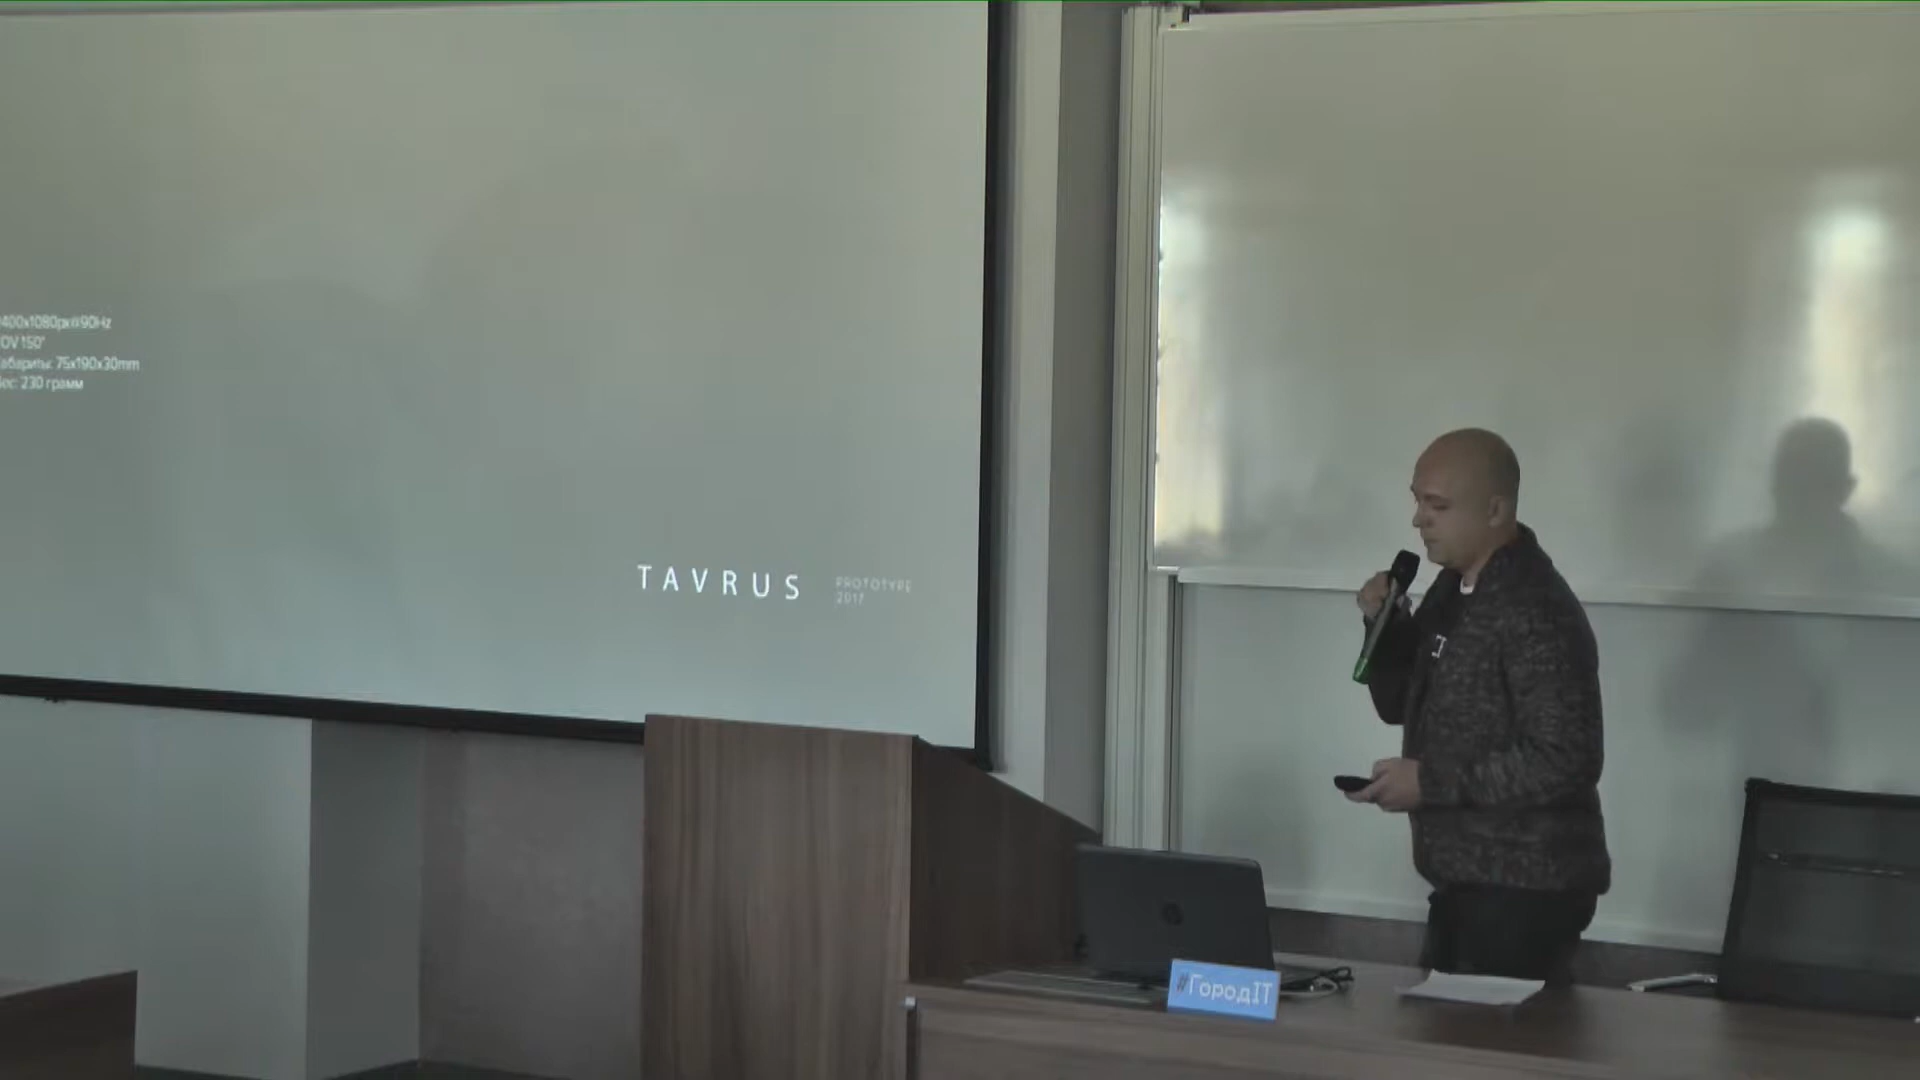 400x1080px@90Hz
OV 150°
абариты: 75x190x30mm
ес: 230 грамм
TAVRUS
PROTOTYPE
2017
#ГородIT